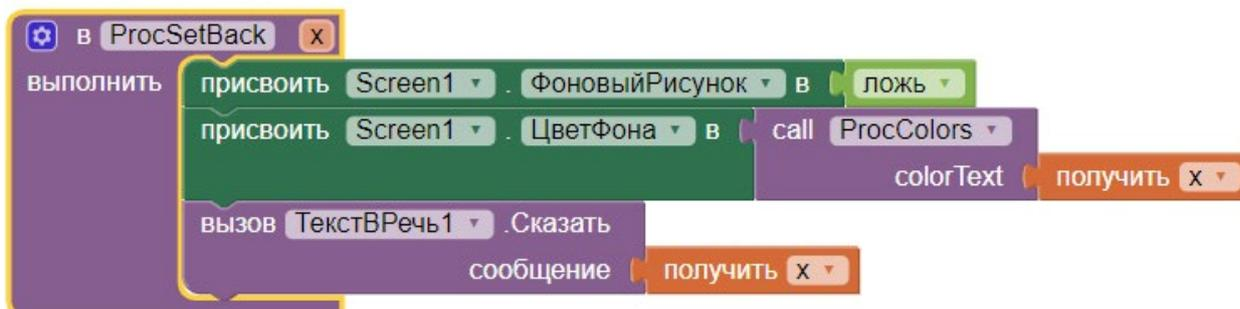 в ProcSetBack x
выполнить присвоить Screen1 . ФоновыйРисунок в ложь
присвоить Screen1 . ЦветФона в call ProcColors
colorText получить x
вызов ТекстВРечь1 .Сказать
сообщение получить x